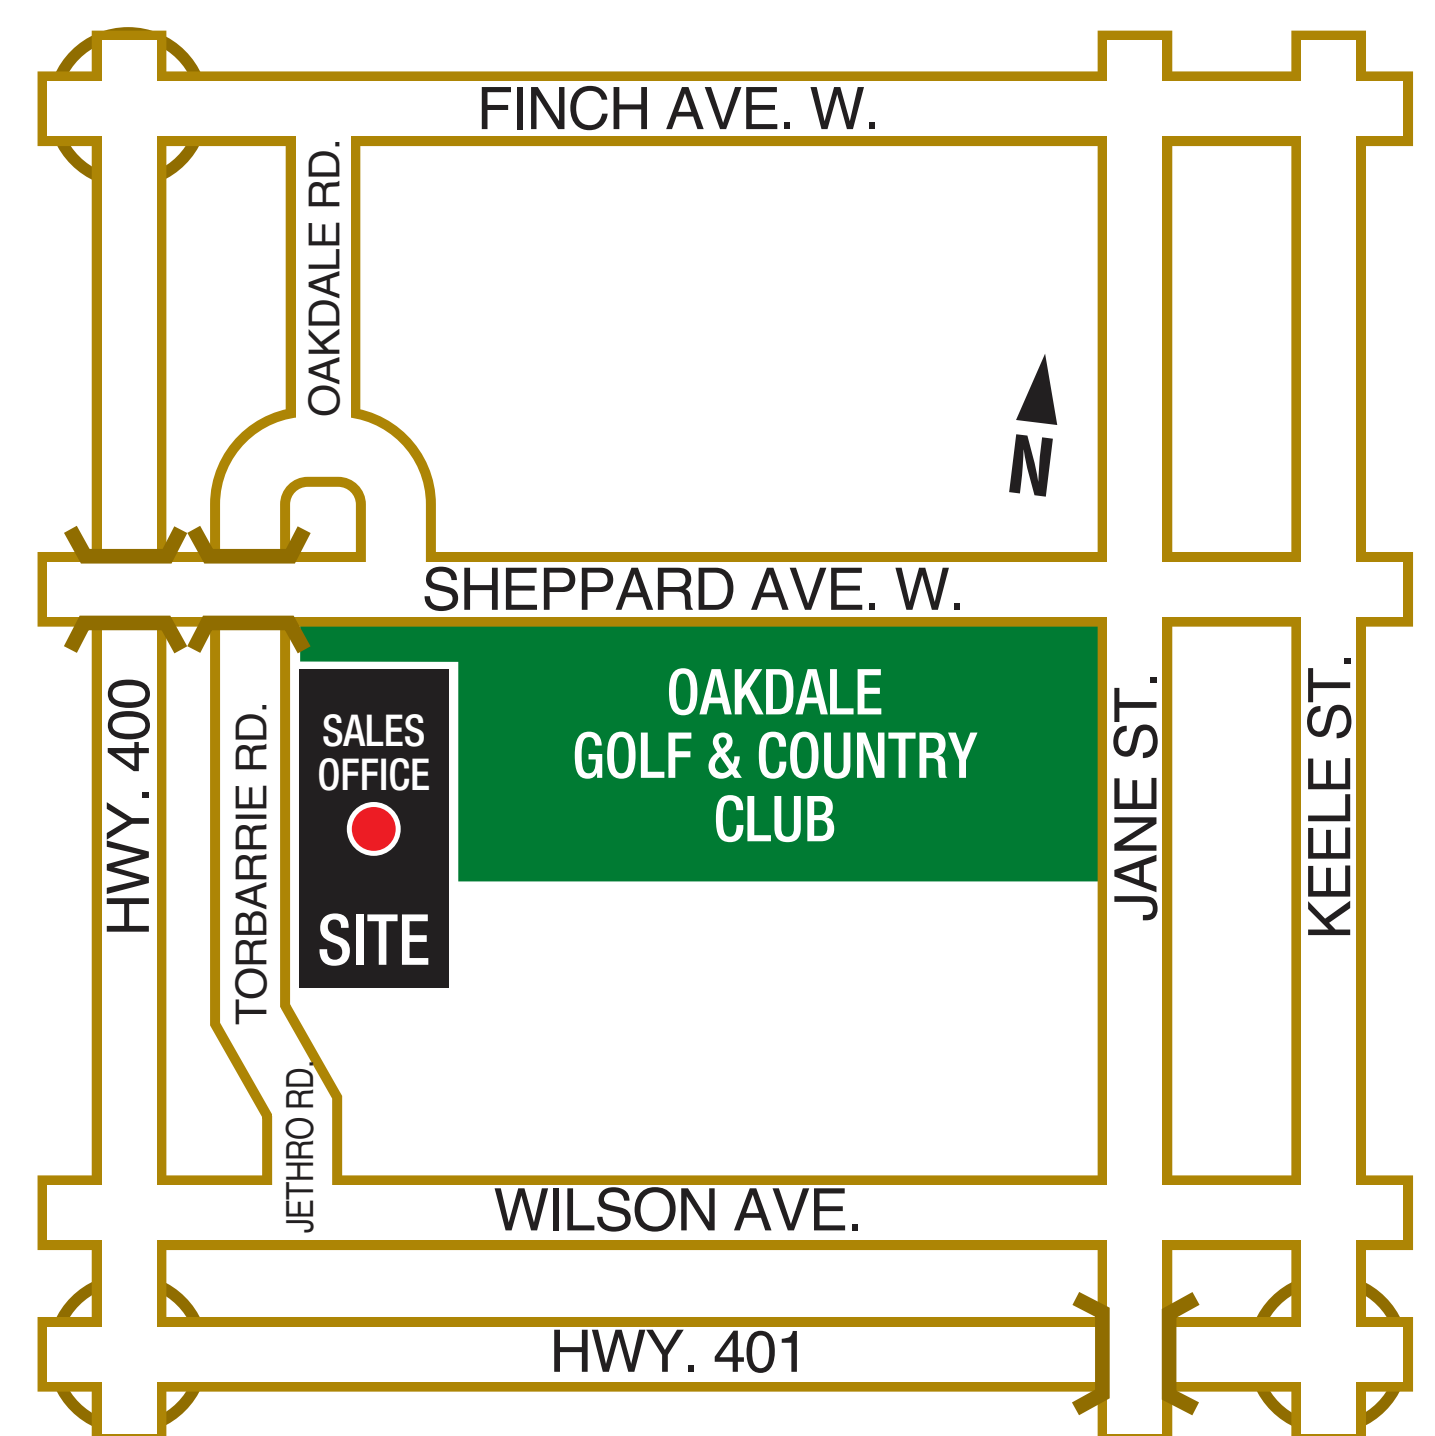 FINCH AVE. W.
OAKDALE RD.
N
SHEPPARD AVE. W.
HWY. 400
TORBARRIE RD.
SALES
OFFICE
SITE
OAKDALE
GOLF & COUNTRY
CLUB
JANE ST.
KEELE ST.
JETHRO RD.
WILSON AVE.
HWY. 401